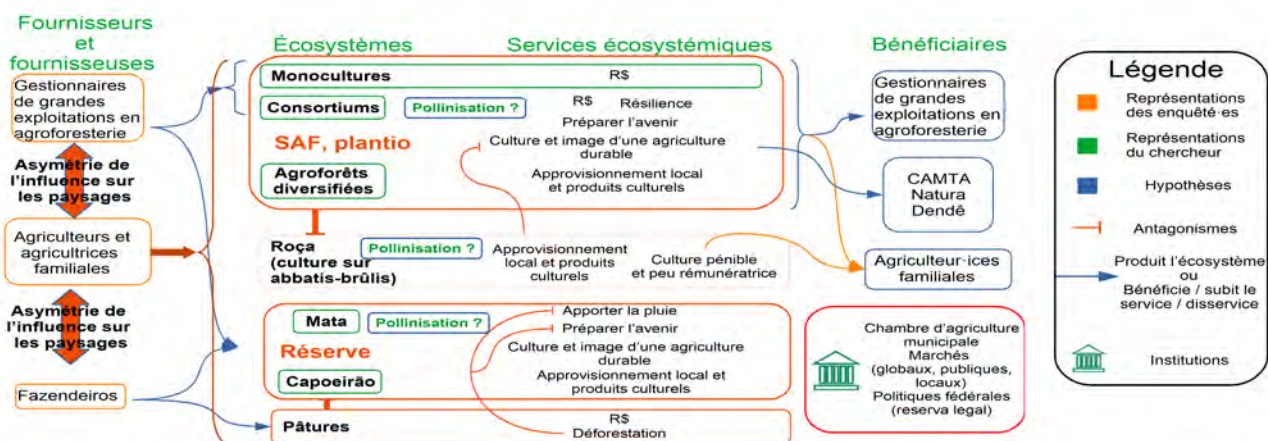 Fournisseurs
et
fournisseuses
Écosystèmes
Services écosystémiques
Bénéficiaires
Gestionnaires
de grandes
exploitations en
agroforesterie
Asymétrie de
l'influence sur
les paysages
Agriculteurs et
agricultrices
familiales
Asymétrie de
l'influence sur
les paysages
Fazendeiros
Monocultures
R$
Consortiums
Pollinisation ?
R$
Résilience
Préparer l'avenir
SAF, plantio
Culture et image d'une agriculture
durable
Agroforêts
diversifiées
Approvisionnement local
et produits culturels
Roça
(culture sur
abbatis-brûlis)
Pollinisation ?
Approvisionnement
local et produits
culturels
Culture pénible
et peu rémunératrice
Mata
Pollinisation ?
Apporter la pluie
Préparer l'avenir
Réserve
Culture et image d'une agriculture
durable
Capoeirão
Approvisionnement local et
produits culturels
Pâtures
R$
Déforestation
Gestionnaires
de grandes
exploitations en
agroforesterie
CAMTA
Natura
Dendê
Agriculteur·ices
familiales
Chambre d'agriculture
municipale
Marchés
(globaux, publiques,
locaux)
Politiques fédérales
(reserva legal)
Légende
Représentations
des enquêté·es
Représentations
du chercheur
Hypothèses
Antagonismes
Produit l'écosystème
ou
Bénéficie / subit le
service / disservice
Institutions